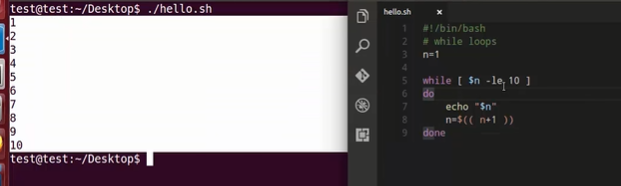 test@test:~/Desktop$ ./hello.sh
1
2
3
4
5
6
7
8
9
10
test@test:~/Desktop$
hello.sh ×
1 #!/bin/bash
2 # while loops
3 n=1
4
5 while [ $n -le 10 ]
6 do
7 echo "$n"
8 n=$(( n+1 ))
9 done